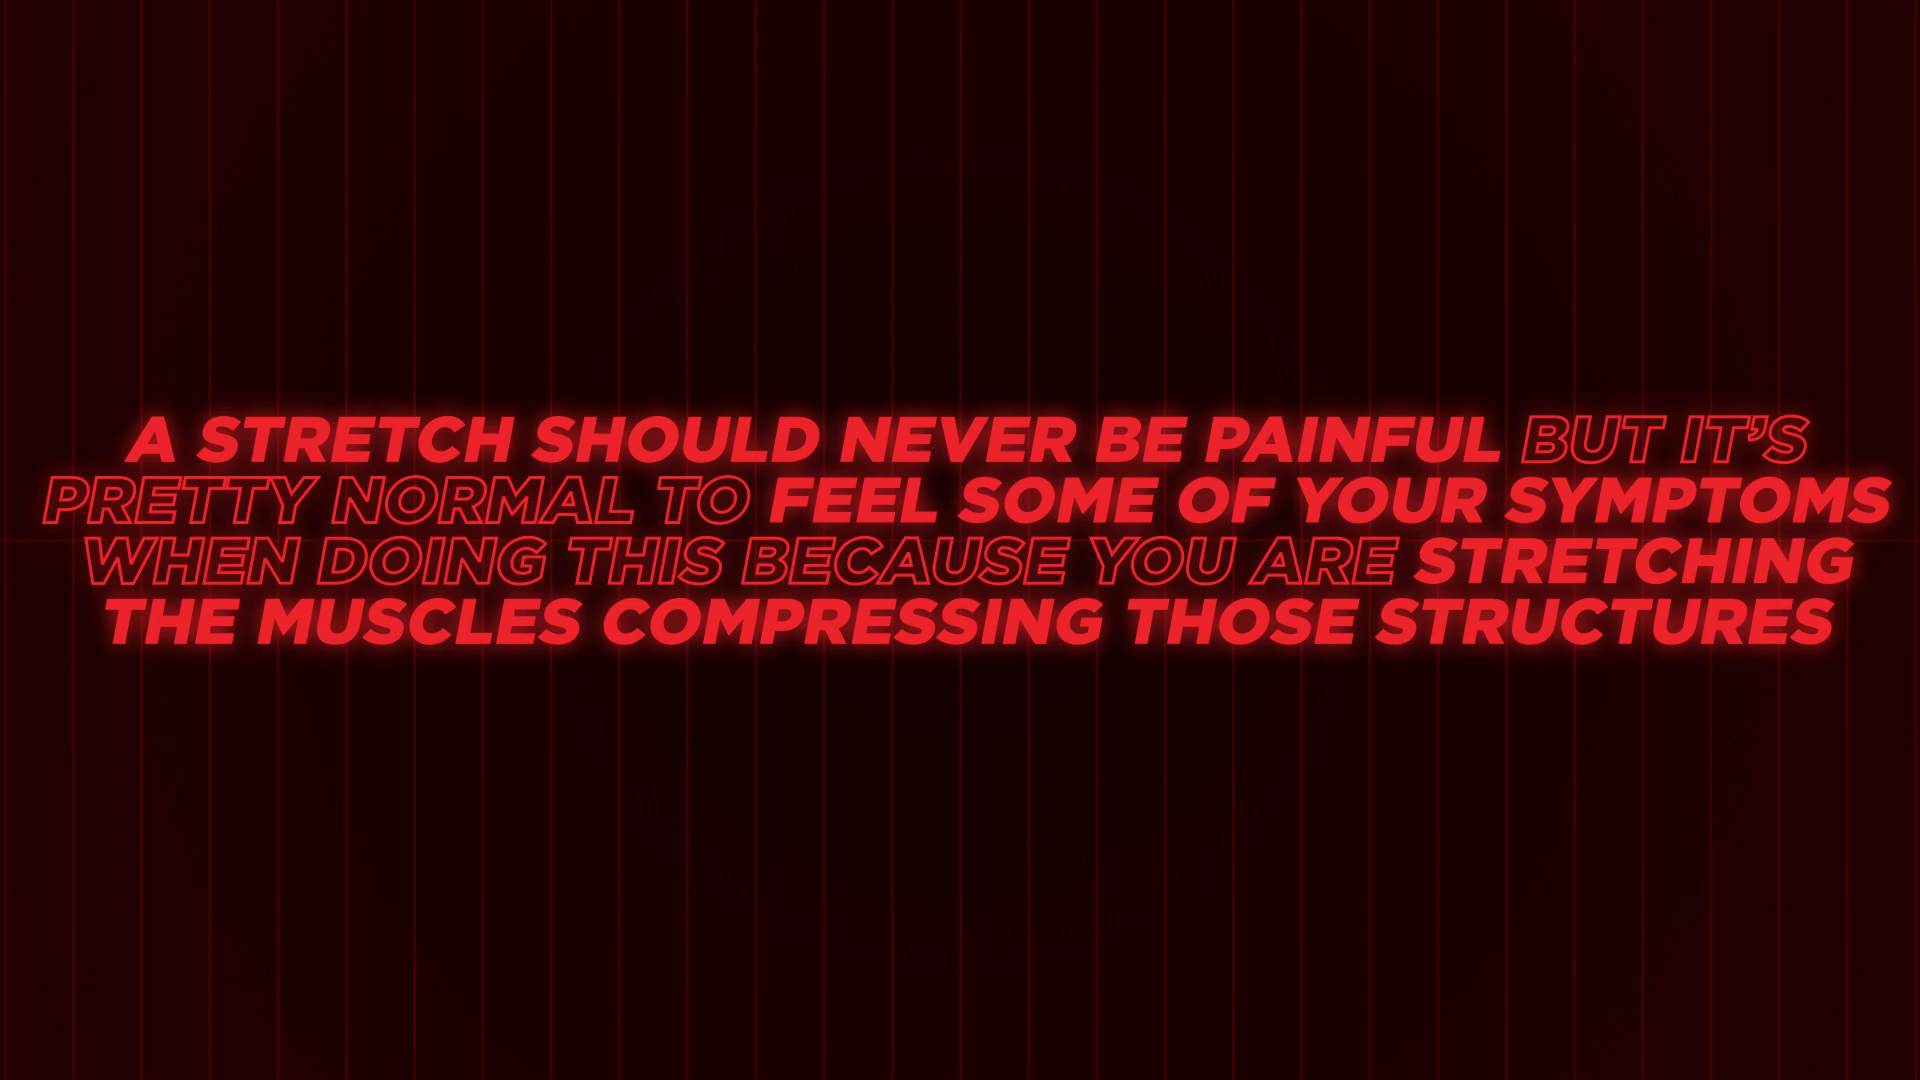 A STRETCH SHOULD NEVER BE PAINFUL BUT IT’S
PRETTY NORMAL TO FEEL SOME OF YOUR SYMPTOMS
WHEN DOING THIS BECAUSE YOU ARE STRETCHING
THE MUSCLES COMPRESSING THOSE STRUCTURES